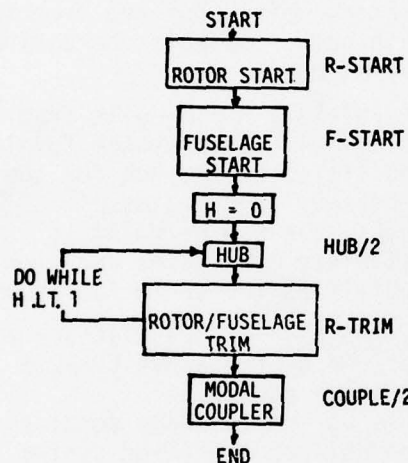 START
ROTOR START
R-START
FUSELAGE
START
F-START
H = 0
HUB
HUB/2
DO WHILE
H .LT. 1
ROTOR/FUSELAGE
TRIM
R-TRIM
MODAL
COUPLER
COUPLE/2
END